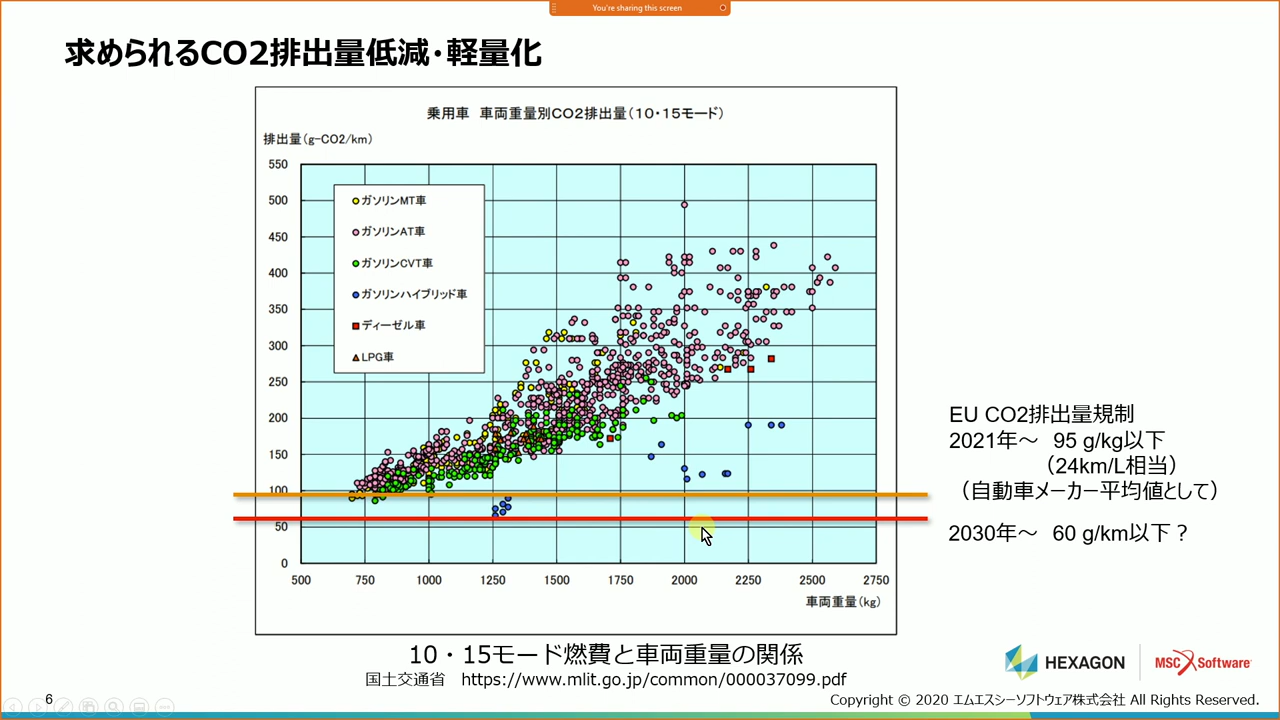 You're sharing this screen
求められるCO2排出量低減・軽量化
乗用車 車両重量別CO2排出量(10・15モード)
排出量(g-CO2/km)
550
500
450
400
350
300
250
200
150
100
50
0
ガソリンMT車
ガソリンAT車
ガソリンCVT車
ガソリンハイブリッド車
ディーゼル車
LPG車
500 750 1000 1250 1500 1750 2000 2250 2500 2750
車両重量(kg)
EU CO2排出量規制
2021年～ 95 g/kg以下
（24km/L相当）
（自動車メーカー平均値として）
2030年～ 60 g/km以下？
10・15モード燃費と車両重量の関係
国土交通省 https://www.mlit.go.jp/common/000037099.pdf
HEXAGON
MSC Software
6
Copyright © 2020 エムエスシーソフトウェア株式会社 All Rights Reserved.